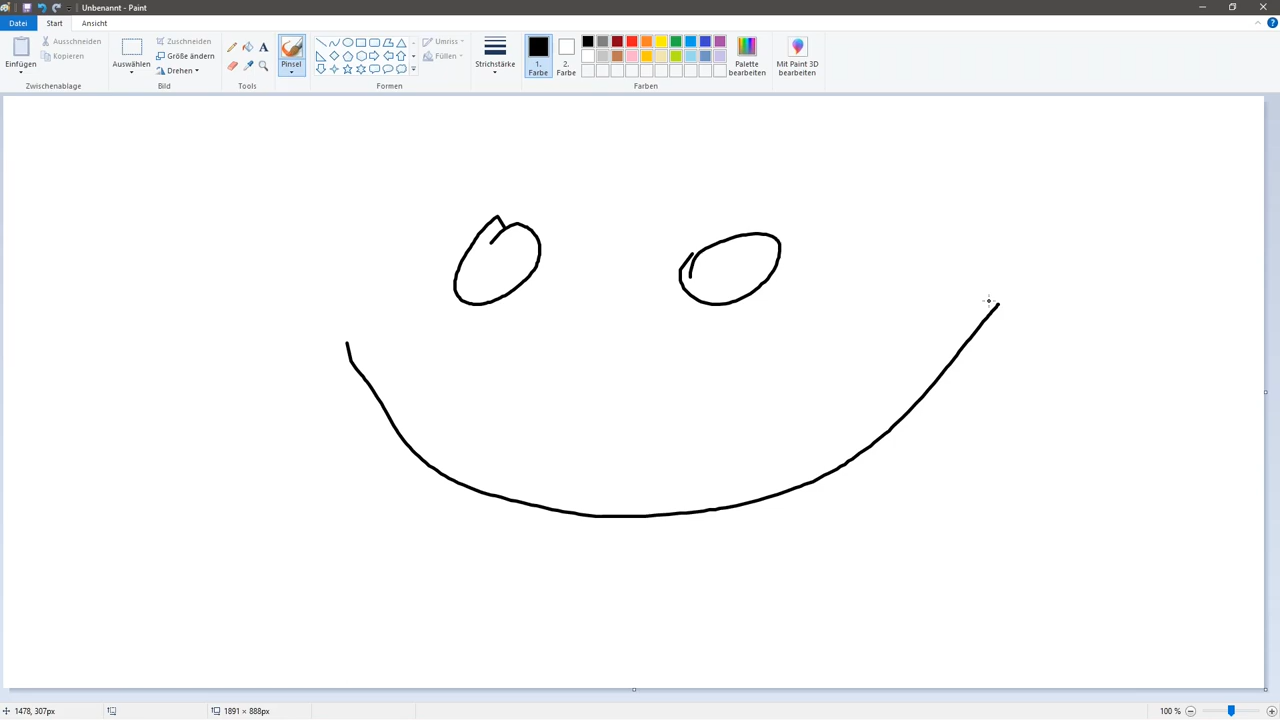 Unbenannt - Paint
Datei Start Ansicht
Einfügen
Ausschneiden
Kopieren
Zwischenablage
Auswählen
Zuschneiden
Größe ändern
Drehen
Bild
A
Tools
Pinsel
Umriss
Füllen
Formen
Strichstärke
1.
Farbe
2.
Farbe
Palette
bearbeiten
Farben
Mit Paint 3D
bearbeiten
1478, 307px 1891 × 888px 100 %